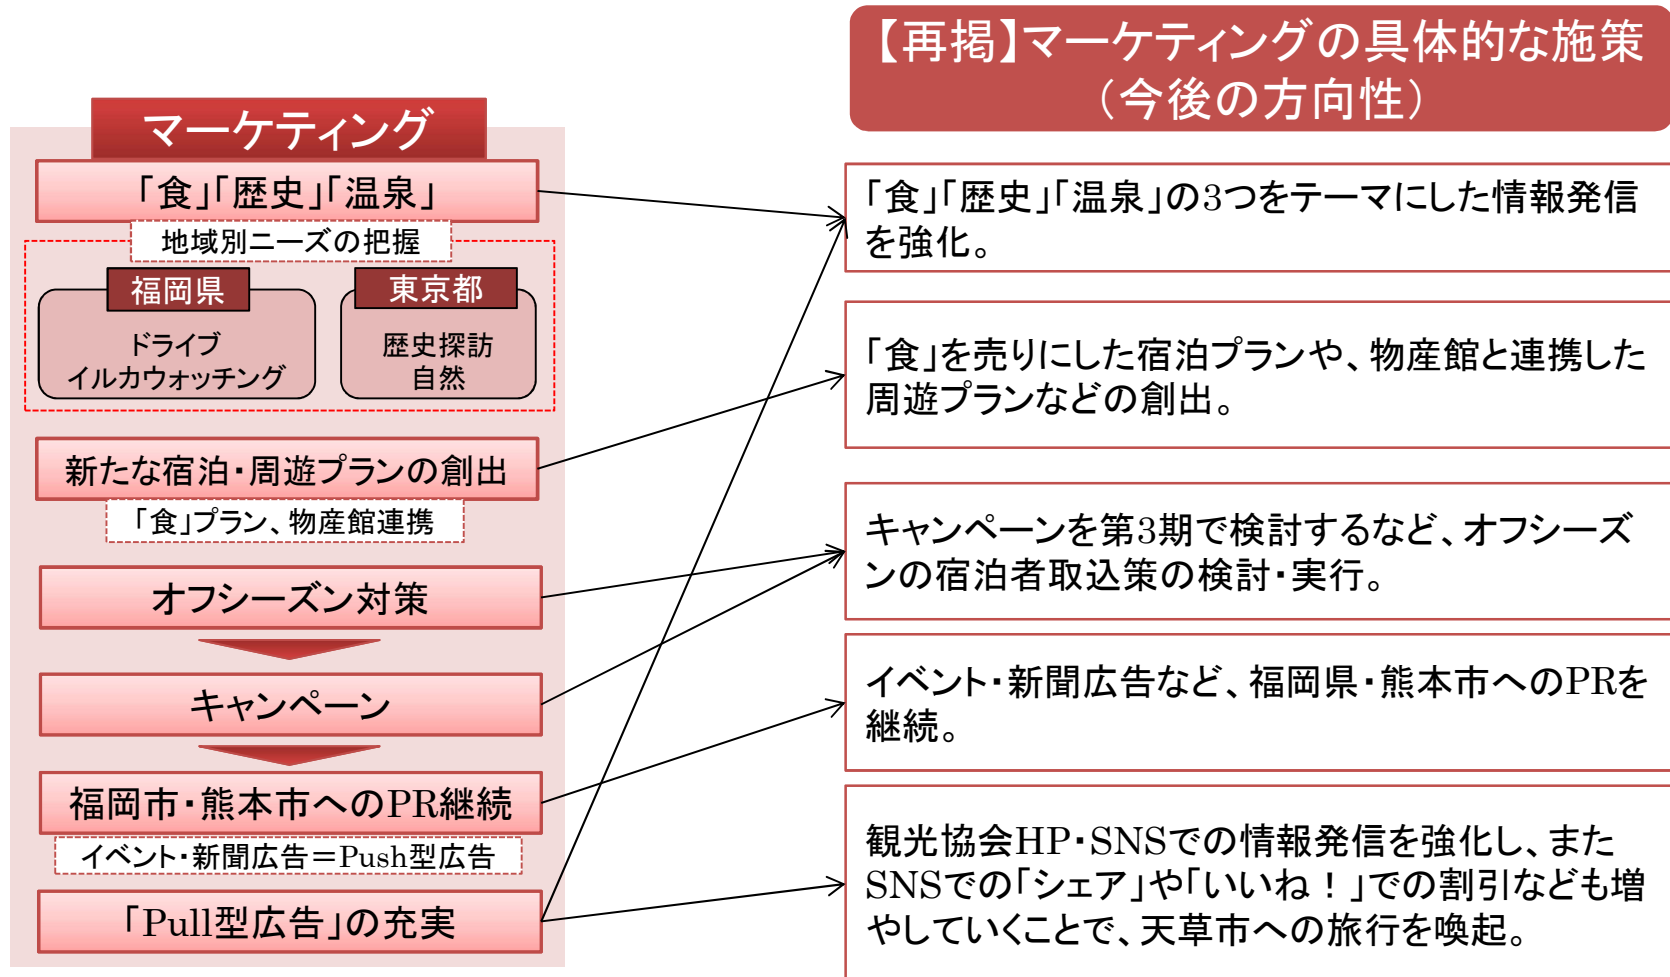 【再掲】マーケティングの具体的な施策
（今後の方向性）
マーケティング
「食」「歴史」「温泉」
地域別ニーズの把握
福岡県
ドライブ
イルカウォッチング
東京都
歴史探訪
自然
新たな宿泊・周遊プランの創出
「食」プラン、物産館連携
オフシーズン対策
キャンペーン
福岡市・熊本市へのPR継続
イベント・新聞広告＝Push型広告
「Pull型広告」の充実
「食」「歴史」「温泉」の3つをテーマにした情報発信
を強化。
「食」を売りにした宿泊プランや、物産館と連携した
周遊プランなどの創出。
キャンペーンを第3期で検討するなど、オフシーズ
ンの宿泊者取込策の検討・実行。
イベント・新聞広告など、福岡県・熊本市へのPRを
継続。
観光協会HP・SNSでの情報発信を強化し、また
SNSでの「シェア」や「いいね！」での割引なども増
やしていくことで、天草市への旅行を喚起。